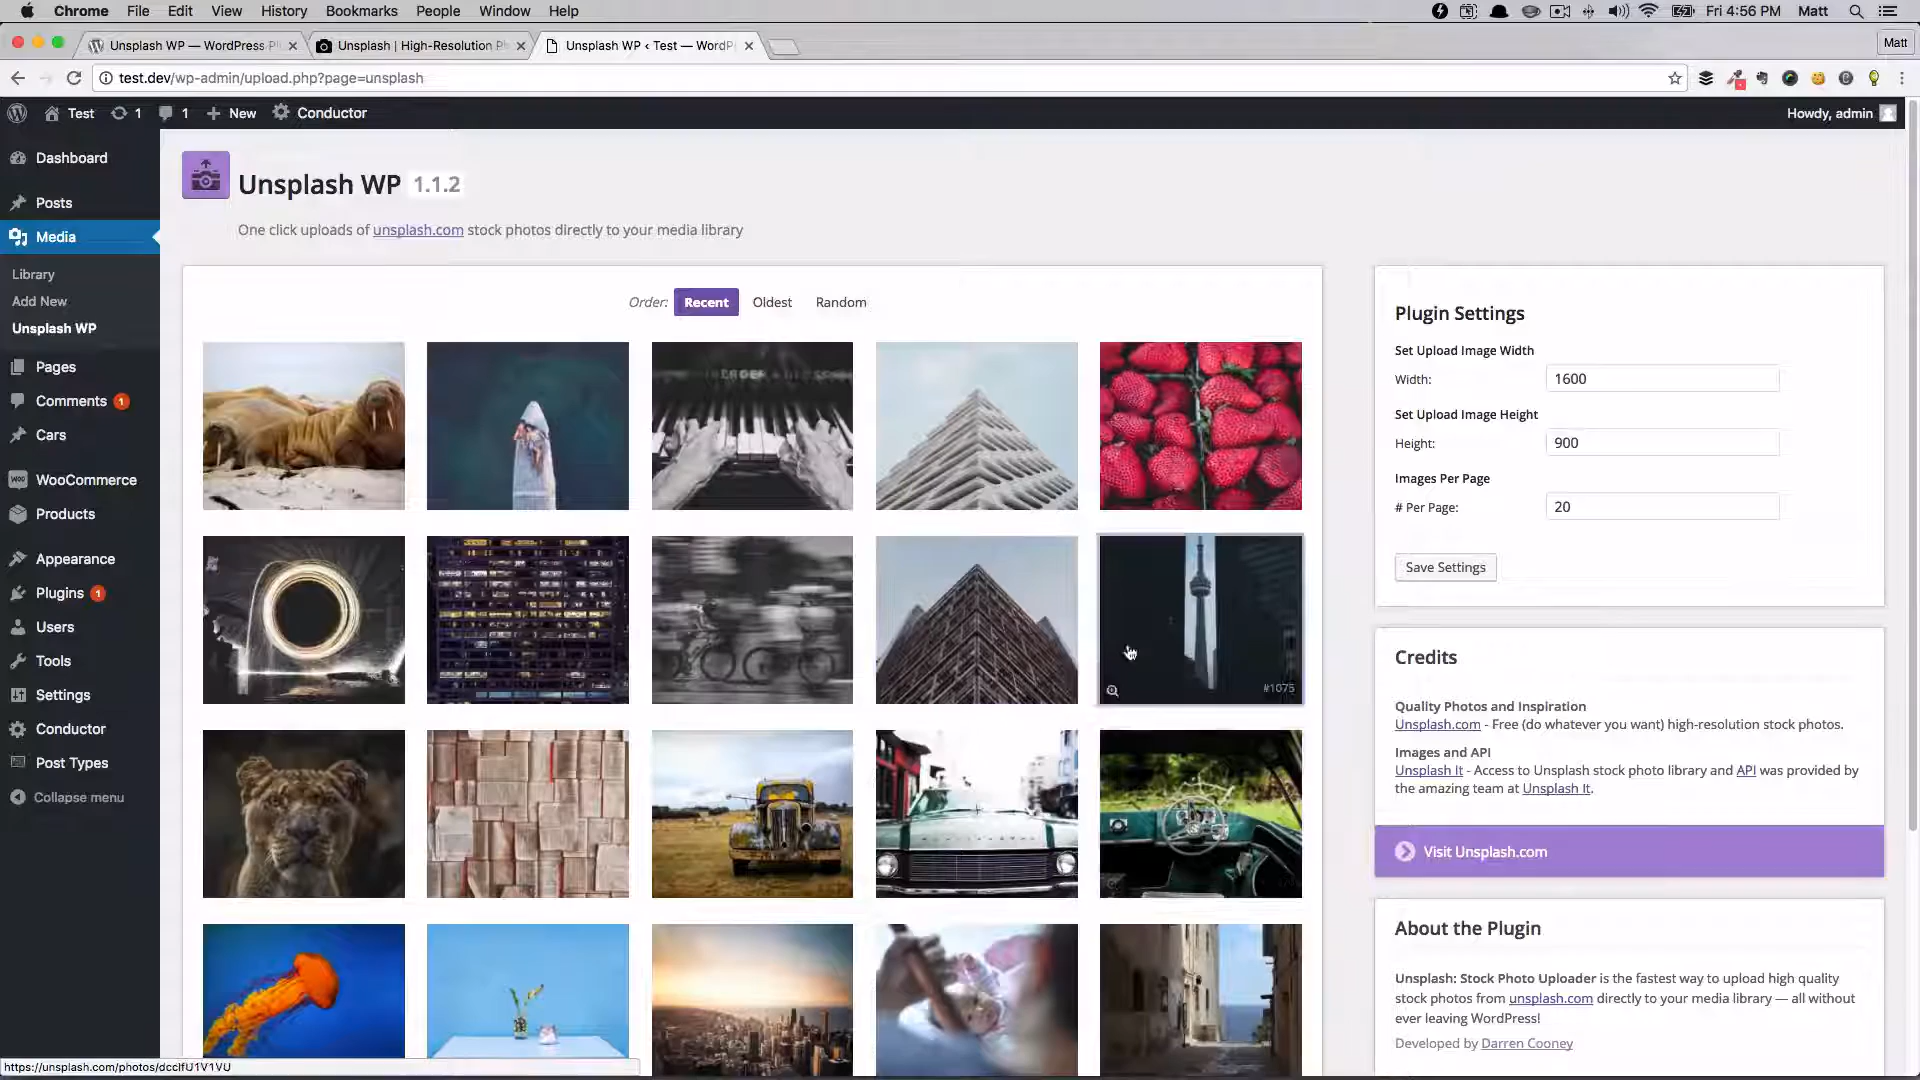 Chrome File Edit View History Bookmarks People Window Help
Fri 4:56 PM Matt
Unsplash WP — WordPress Pl
Unsplash | High-Resolution Ph
Unsplash WP ‹ Test — WordPr
Matt
test.dev/wp-admin/upload.php?page=unsplash
Test 1 1 New Conductor
Howdy, admin
Dashboard
Posts
Media
Library
Add New
Unsplash WP
Pages
Comments 1
Cars
WooCommerce
Products
Appearance
Plugins 1
Users
Tools
Settings
Conductor
Post Types
Collapse menu
Unsplash WP 1.1.2
One click uploads of unsplash.com stock photos directly to your media library
Order: Recent Oldest Random
#1075
Plugin Settings
Set Upload Image Width
Width: 1600
Set Upload Image Height
Height: 900
Images Per Page
# Per Page: 20
Save Settings
Credits
Quality Photos and Inspiration
Unsplash.com - Free (do whatever you want) high-resolution stock photos.
Images and API
Unsplash It - Access to Unsplash stock photo library and API was provided by
the amazing team at Unsplash It.
Visit Unsplash.com
About the Plugin
Unsplash: Stock Photo Uploader is the fastest way to upload high quality
stock photos from unsplash.com directly to your media library — all without
ever leaving WordPress!
Developed by Darren Cooney